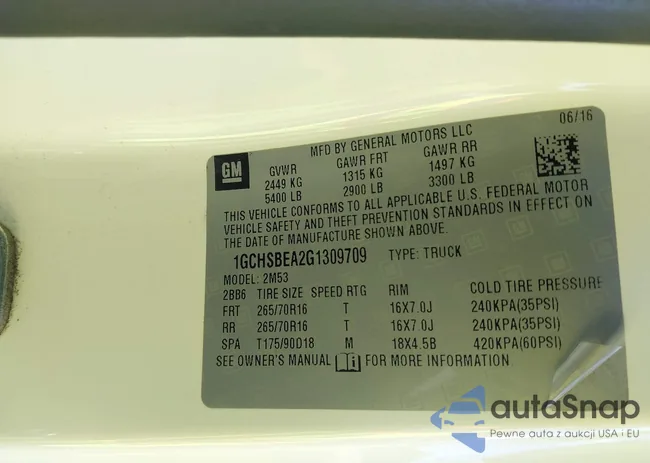 06/16
MFD BY GENERAL MOTORS LLC
GM
GVWR GAWR FRT GAWR RR
2449 KG 1315 KG 1497 KG
5400 LB 2900 LB 3300 LB
THIS VEHICLE CONFORMS TO ALL APPLICABLE U.S. FEDERAL MOTOR
VEHICLE SAFETY AND THEFT PREVENTION STANDARDS IN EFFECT ON
THE DATE OF MANUFACTURE SHOWN ABOVE.
1GCHSBEA2G1309709 TYPE: TRUCK
MODEL: 2M53
2BB6 TIRE SIZE SPEED RTG RIM COLD TIRE PRESSURE
FRT 265/70R16 T 16X7.0J 240KPA(35PSI)
RR 265/70R16 T 16X7.0J 240KPA(35PSI)
SPA T175/90D18 M 18X4.5B 420KPA(60PSI)
SEE OWNER'S MANUAL FOR MORE INFORMATION.
autaSnap
Pewne auta z aukcji USA i EU